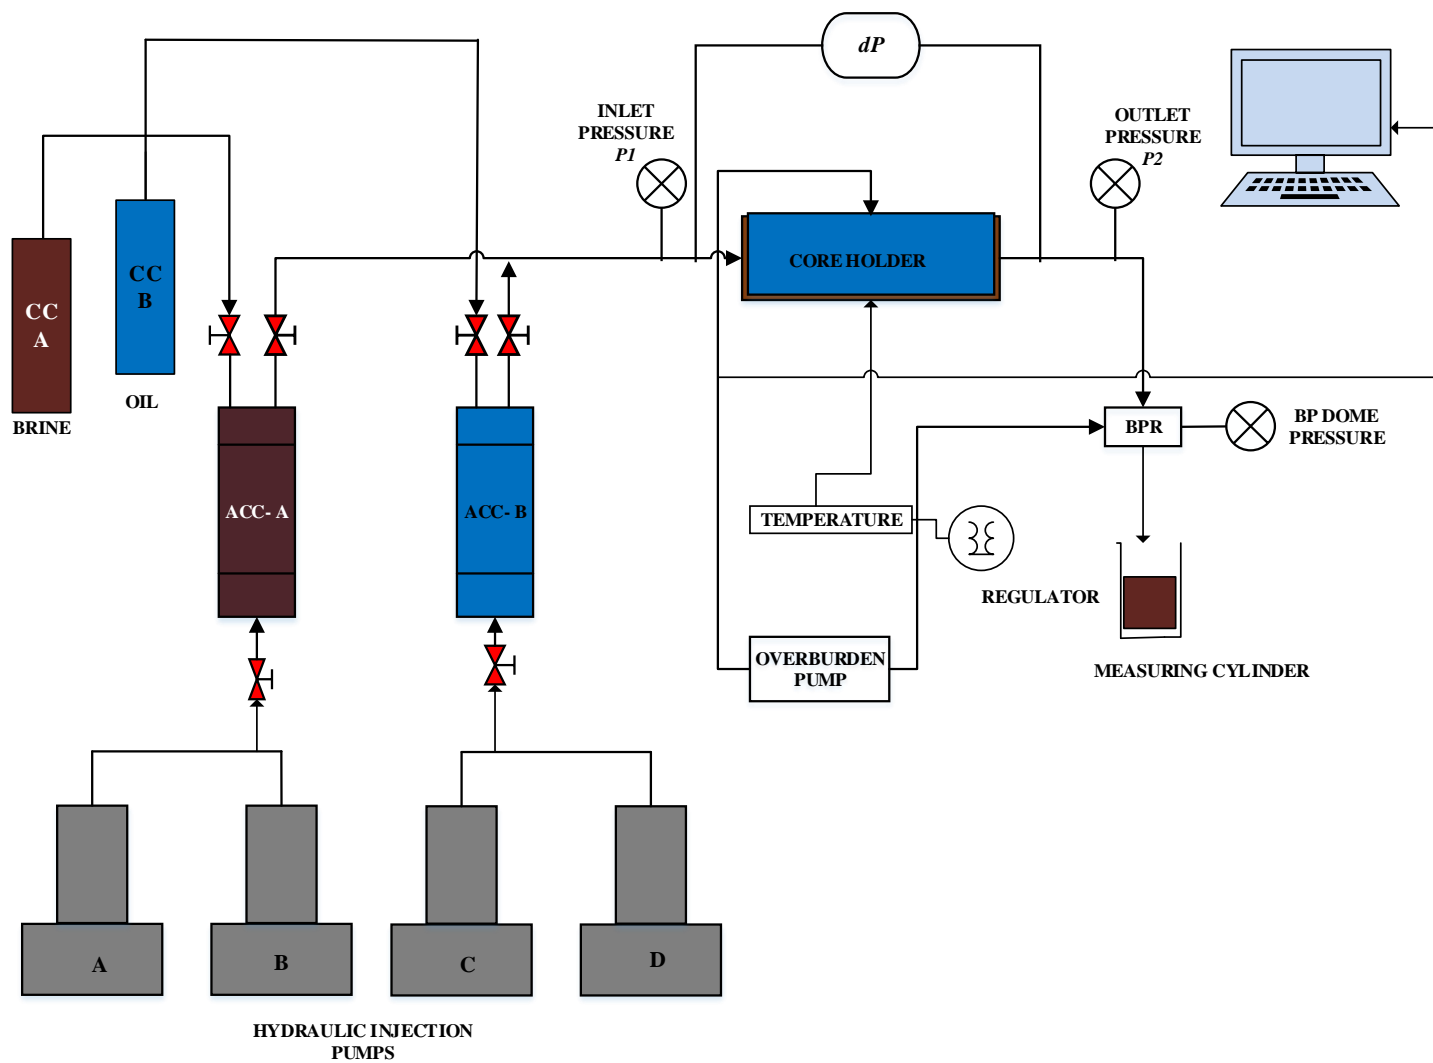 dP
INLET
PRESSURE
P1
OUTLET
PRESSURE
P2
CORE HOLDER
CC
A
CC
B
BRINE
OIL
BPR
BP DOME
PRESSURE
ACC- A
ACC- B
TEMPERATURE
REGULATOR
OVERBURDEN
PUMP
MEASURING CYLINDER
A
B
C
D
HYDRAULIC INJECTION
PUMPS